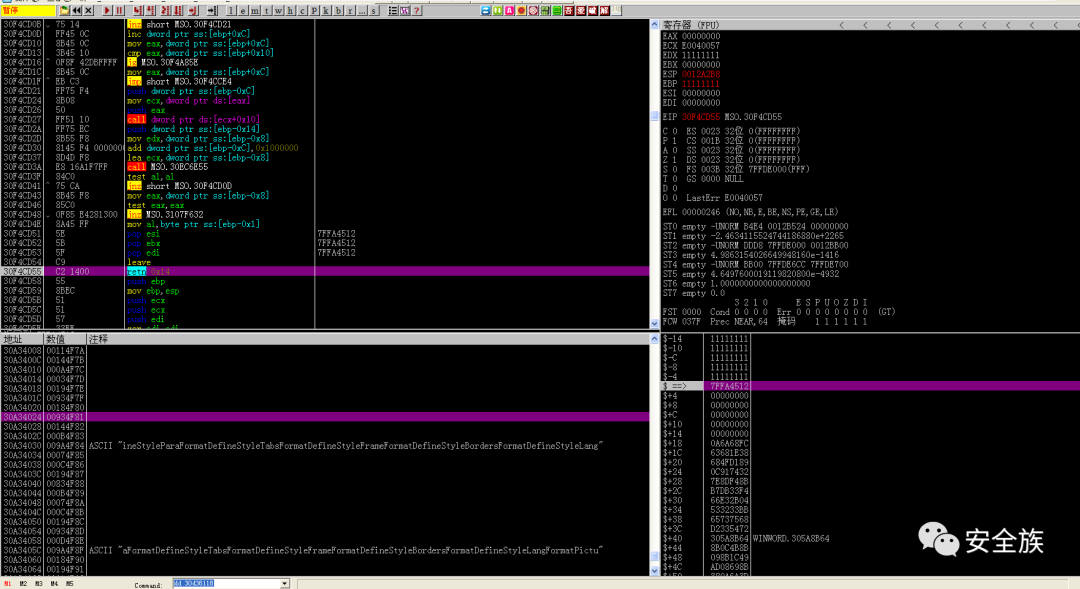 暂停 l e m t w h c P k b r ... s
30F4CD0B 75 14 jnz short MSO.30F4CD21
30F4CD0D FF45 0C inc dword ptr ss:[ebp+0xC]
30F4CD10 8B45 0C mov eax,dword ptr ss:[ebp+0xC]
30F4CD13 3B45 10 cmp eax,dword ptr ss:[ebp+0x10]
30F4CD16 ^ 0F8F 42DBFFFF jg MSO.30F4A85E
30F4CD1C 8B45 0C mov eax,dword ptr ss:[ebp+0xC]
30F4CD1F ^ EB C3 jmp short MSO.30F4CCE4
30F4CD21 FF75 F4 push dword ptr ss:[ebp-0xC]
30F4CD24 8B08 mov ecx,dword ptr ds:[eax]
30F4CD26 50 push eax
30F4CD27 FF51 10 call dword ptr ds:[ecx+0x10]
30F4CD2A FF75 EC push dword ptr ss:[ebp-0x14]
30F4CD2D 8B55 F8 mov edx,dword ptr ss:[ebp-0x8]
30F4CD30 8145 F4 0000000 add dword ptr ss:[ebp-0xC],0x1000000
30F4CD37 8D4D F8 lea ecx,dword ptr ss:[ebp-0x8]
30F4CD3A E8 16A1F7FF call MSO.30EC6E55
30F4CD3F 84C0 test al,al
30F4CD41 ^ 75 CA jnz short MSO.30F4CD0D
30F4CD43 8B45 F8 mov eax,dword ptr ss:[ebp-0x8]
30F4CD46 85C0 test eax,eax
30F4CD48 0F85 E4281300 jnz MSO.3107F632
30F4CD4E 8A45 FF mov al,byte ptr ss:[ebp-0x1]
30F4CD51 5E pop esi 7FFA4512
30F4CD52 5B pop ebx 7FFA4512
30F4CD53 5F pop edi 7FFA4512
30F4CD54 C9 leave
30F4CD55 C2 1400 retn 0x14
30F4CD58 55 push ebp
30F4CD59 8BEC mov ebp,esp
30F4CD5B 51 push ecx
30F4CD5C 51 push ecx
30F4CD5D 57 push edi
寄存器 (FPU) < < < < < < < < < <
EAX 00000000
ECX E0040057
EDX 11111111
EBX 00000000
EBP 11111111
ESI 00000000
EDI 00000000
EIP 30F4CD55 MSO.30F4CD55
C 0 ES 0023 32位 0(FFFFFFFF)
P 1 CS 001B 32位 0(FFFFFFFF)
A 0 SS 0023 32位 0(FFFFFFFF)
Z 1 DS 0023 32位 0(FFFFFFFF)
S 0 FS 003B 32位 7FFDE000(FFF)
T 0 GS 0000 NULL
D 0
O 0 LastErr E0040057
EFL 00000246 (NO,NB,E,BE,NS,PE,GE,LE)
ST0 empty -UNORM B4E4 0012B524 00000000
ST1 empty -2.4634115524744186880e+2265
ST2 empty -UNORM DDD8 7FFDE000 0012BB00
ST3 empty 4.9863154026649948160e-1416
ST4 empty -UNORM BB00 7FFDE6CC 7FFDE700
ST5 empty 4.6497600019119820800e-4932
ST6 empty 1.0000000000000000000
ST7 empty 0.0
3 2 1 0 E S P U O Z D I
FST 0000 Cond 0 0 0 0 Err 0 0 0 0 0 0 0 0 (GT)
FCW 037F Prec NEAR,64 掩码 1 1 1 1 1 1
地址 数值 注释
30A34008 00114F7A
30A3400C 00144F7B
30A34010 000A4F7C
30A34014 00034F7D
30A34018 00194F7E
30A3401C 00934F7F
30A34020 00184F80
30A34024 00934F81
30A34028 00144F82
30A3402C 000B4F83
30A34030 009A4F84 ASCII "ineStyleParaFormatDefineStyleTabsFormatDefineStyleFrameFormatDefineStyleBordersFormatDefineStyleLang"
30A34034 00074F85
30A34038 000C4F86
30A3403C 00194F87
30A34040 00834F88
30A34044 000B4F89
30A34048 00074F8A
30A3404C 000C4F8B
30A34050 00194F8C
30A34054 00934F8D
30A34058 000D4F8E
30A3405C 009A4F8F ASCII "aFormatDefineStyleTabsFormatDefineStyleFrameFormatDefineStyleBordersFormatDefineStyleLangFormatPictu"
30A34060 00184F90
30A34064 00194F91
$-14 11111111
$-10 11111111
$-C 11111111
$-8 11111111
$-4 11111111
$ ==> 7FFA4512
$+4 00000000
$+8 00000000
$+C 00000000
$+10 00000000
$+14 00000000
$+18 0A6A68FC
$+1C 63681E38
$+20 684FD189
$+24 0C917432
$+28 7E8DF48B
$+2C B7DB33F4
$+30 66E32B04
$+34 533233BB
$+38 65737568
$+3C D2335472
$+40 305A8B64 WINWORD.305A8B64
$+44 8B0C4B8B
$+48 098B1C49
$+4C AD08698B
安全族
M1 M2 M3 M4 M5 Command: dd 30A36110